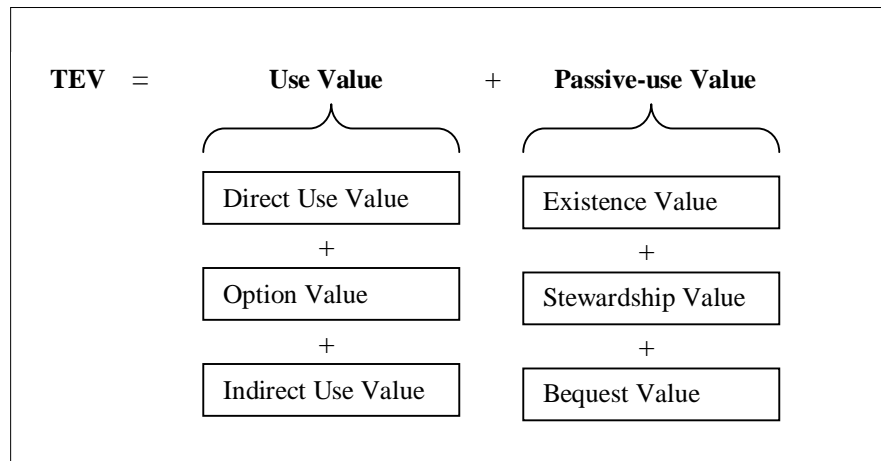 TEV = Use Value + Passive-use Value
Direct Use Value
+
Option Value
+
Indirect Use Value
Existence Value
+
Stewardship Value
+
Bequest Value